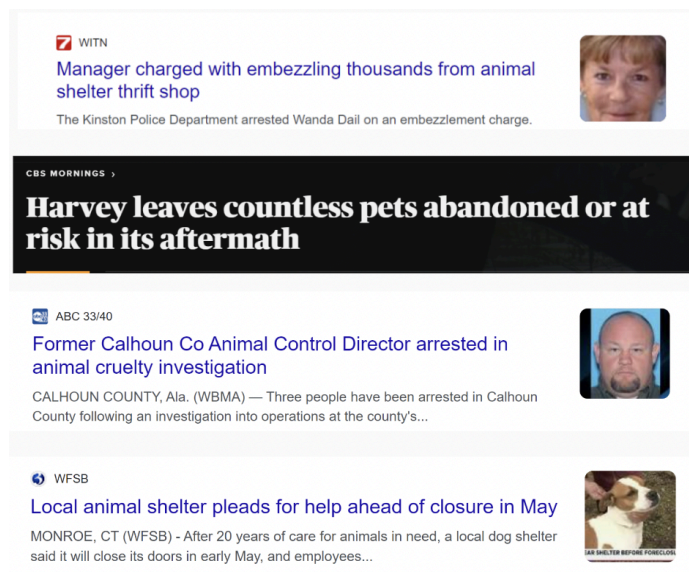 7 WITN
Manager charged with embezzling thousands from animal
shelter thrift shop
The Kinston Police Department arrested Wanda Dail on an embezzlement charge.
CBS MORNINGS ›
Harvey leaves countless pets abandoned or at
risk in its aftermath
ABC 33/40
Former Calhoun Co Animal Control Director arrested in
animal cruelty investigation
CALHOUN COUNTY, Ala. (WBMA) — Three people have been arrested in Calhoun
County following an investigation into operations at the county's...
WFSB
Local animal shelter pleads for help ahead of closure in May
MONROE, CT (WFSB) - After 20 years of care for animals in need, a local dog shelter
said it will close its doors in early May, and employees...
SHELTER BEFORE